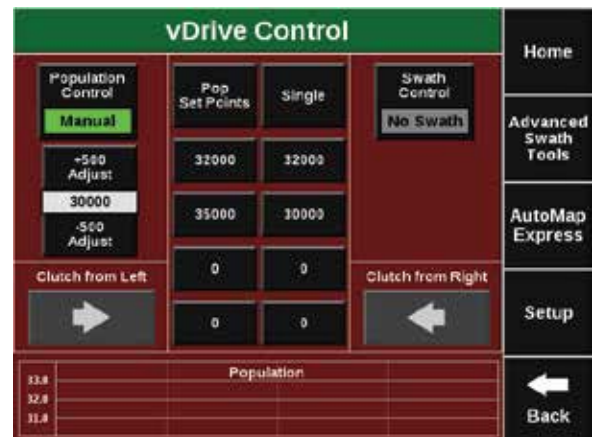 vDrive Control
Home
Population
Control
Manual
Pop
Set Points
Single
Swath
Control
No Swath
Advanced
Swath
Tools
+500
Adjust
32000
32000
30000
-500
Adjust
35000
30000
AutoMap
Express
Clutch from Left
0
0
Clutch from Right
0
0
Setup
Population
33.0
32.0
31.0
Back